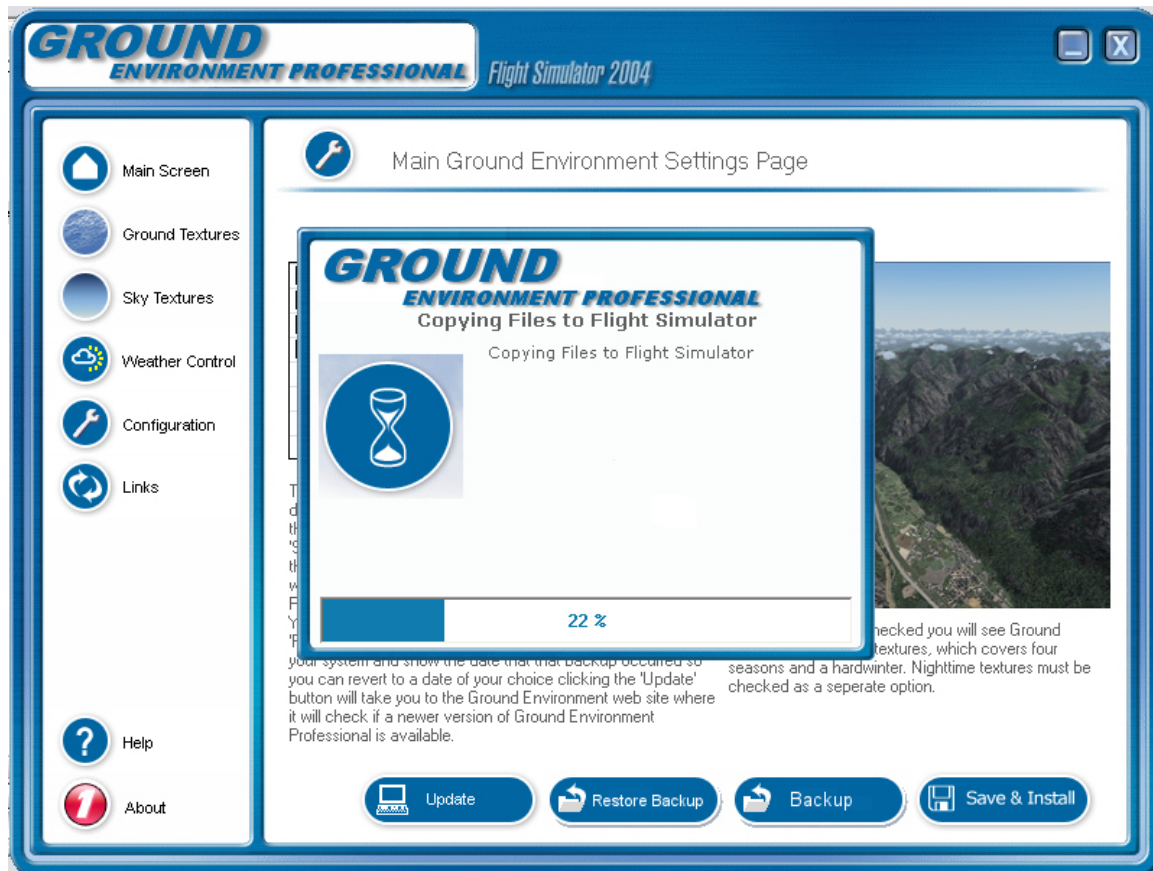 GROUND
ENVIRONMENT PROFESSIONAL
Flight Simulator 2004
X
Main Screen
Ground Textures
Sky Textures
Weather Control
Configuration
Links
Help
About
Main Ground Environment Settings Page
GROUND
ENVIRONMENT PROFESSIONAL
Copying Files to Flight Simulator
Copying Files to Flight Simulator
22 %
your system and show the date that that backup occurred so
you can revert to a date of your choice clicking the 'Update'
button will take you to the Ground Environment web site where
it will check if a newer version of Ground Environment
Professional is available.
you will see Ground
textures, which covers four
seasons and a hardwinter. Nighttime textures must be
checked as a seperate option.
Update
Restore Backup
Backup
Save & Install